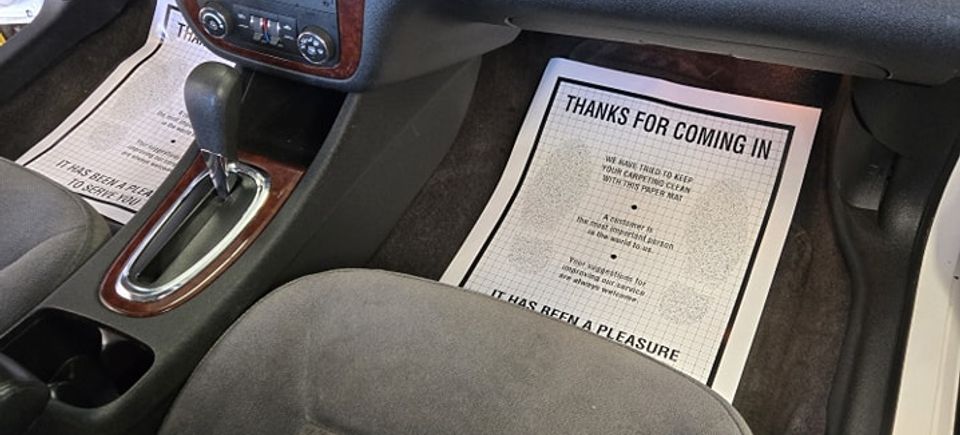 THA
IT HAS BEEN A PLEA
TO SERVE YOU
THANKS FOR COMING IN
WE HAVE TRIED TO KEEP
YOUR CARPETING CLEAN
WITH THIS PAPER MAT
•
A customer is
the most important person
in the world to us.
•
Your suggestions for
improving our service
are always welcome.
IT HAS BEEN A PLEASURE